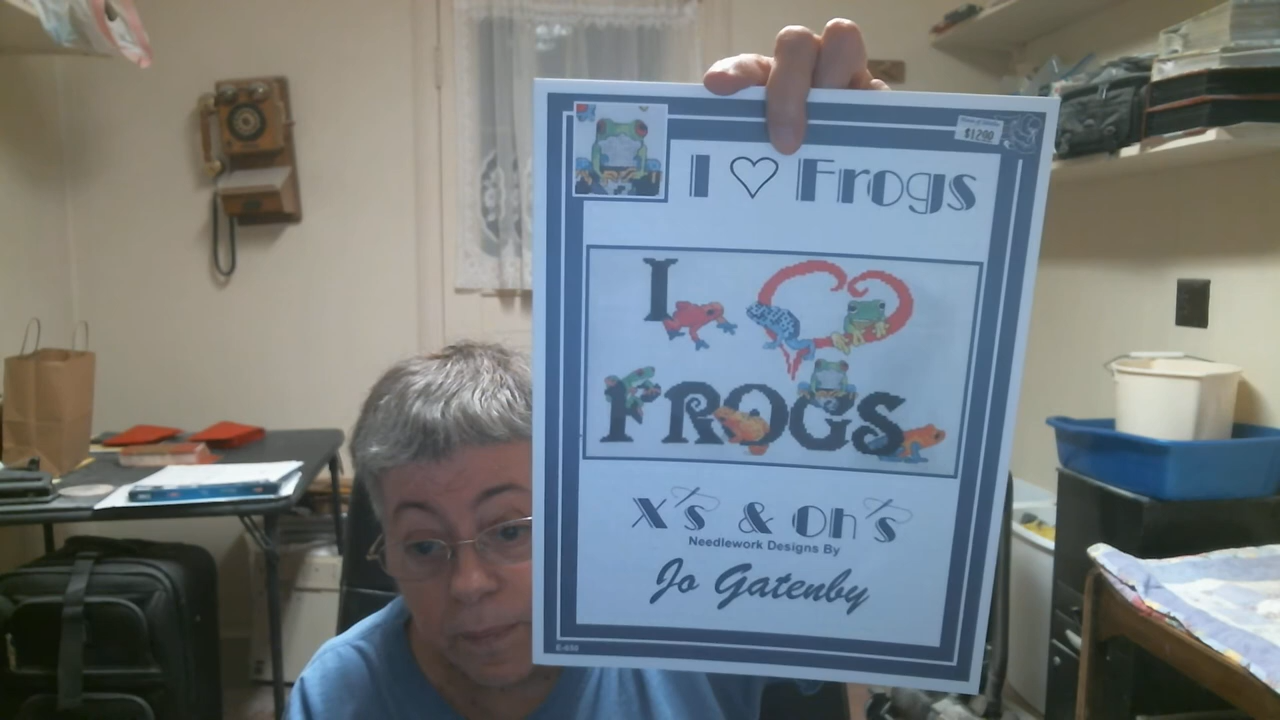 $12.00
I ♡ Frogs
I
FROGS
X's & Oh's
Needlework Designs By
Jo Gatenby